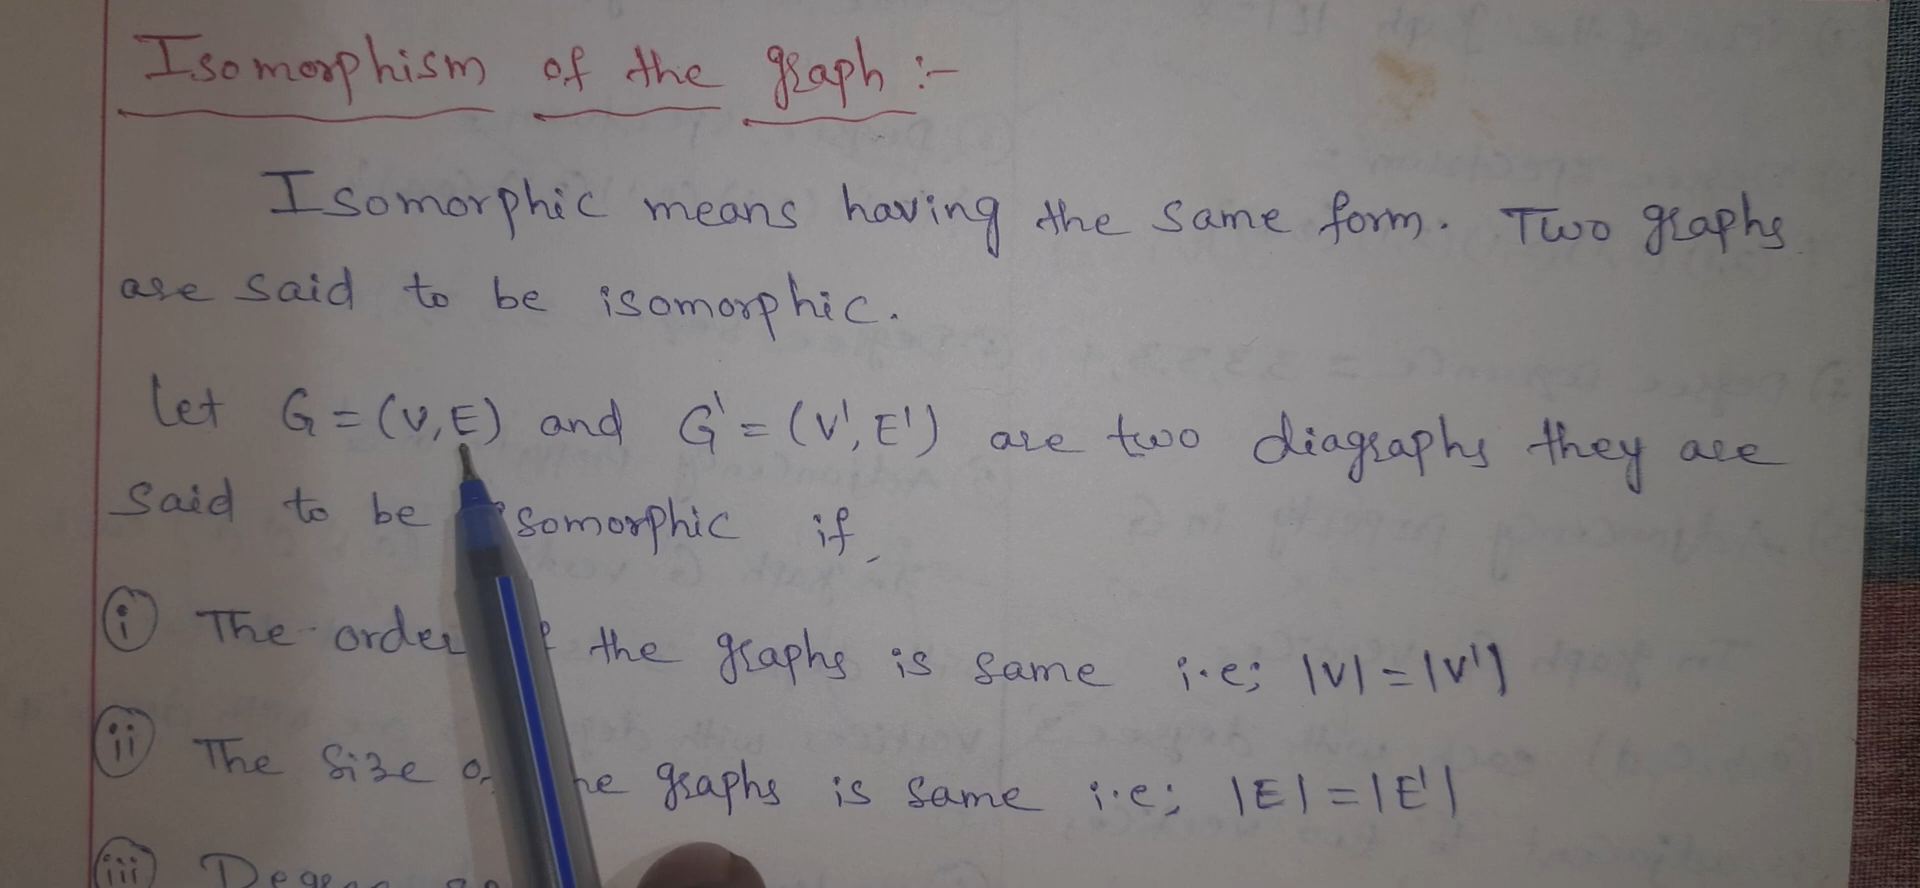 Isomorphism of the graph :-
Isomorphic means having the same form. Two graphs
are said to be isomorphic.
Let G = (V, E) and G' = (V', E') are two diagraphs they are
said to be somorphic if,
(i) The order the graphs is same i.e; |V| = |V'|
(ii) The size graphs is same i.e; |E| = |E'|
(iii)